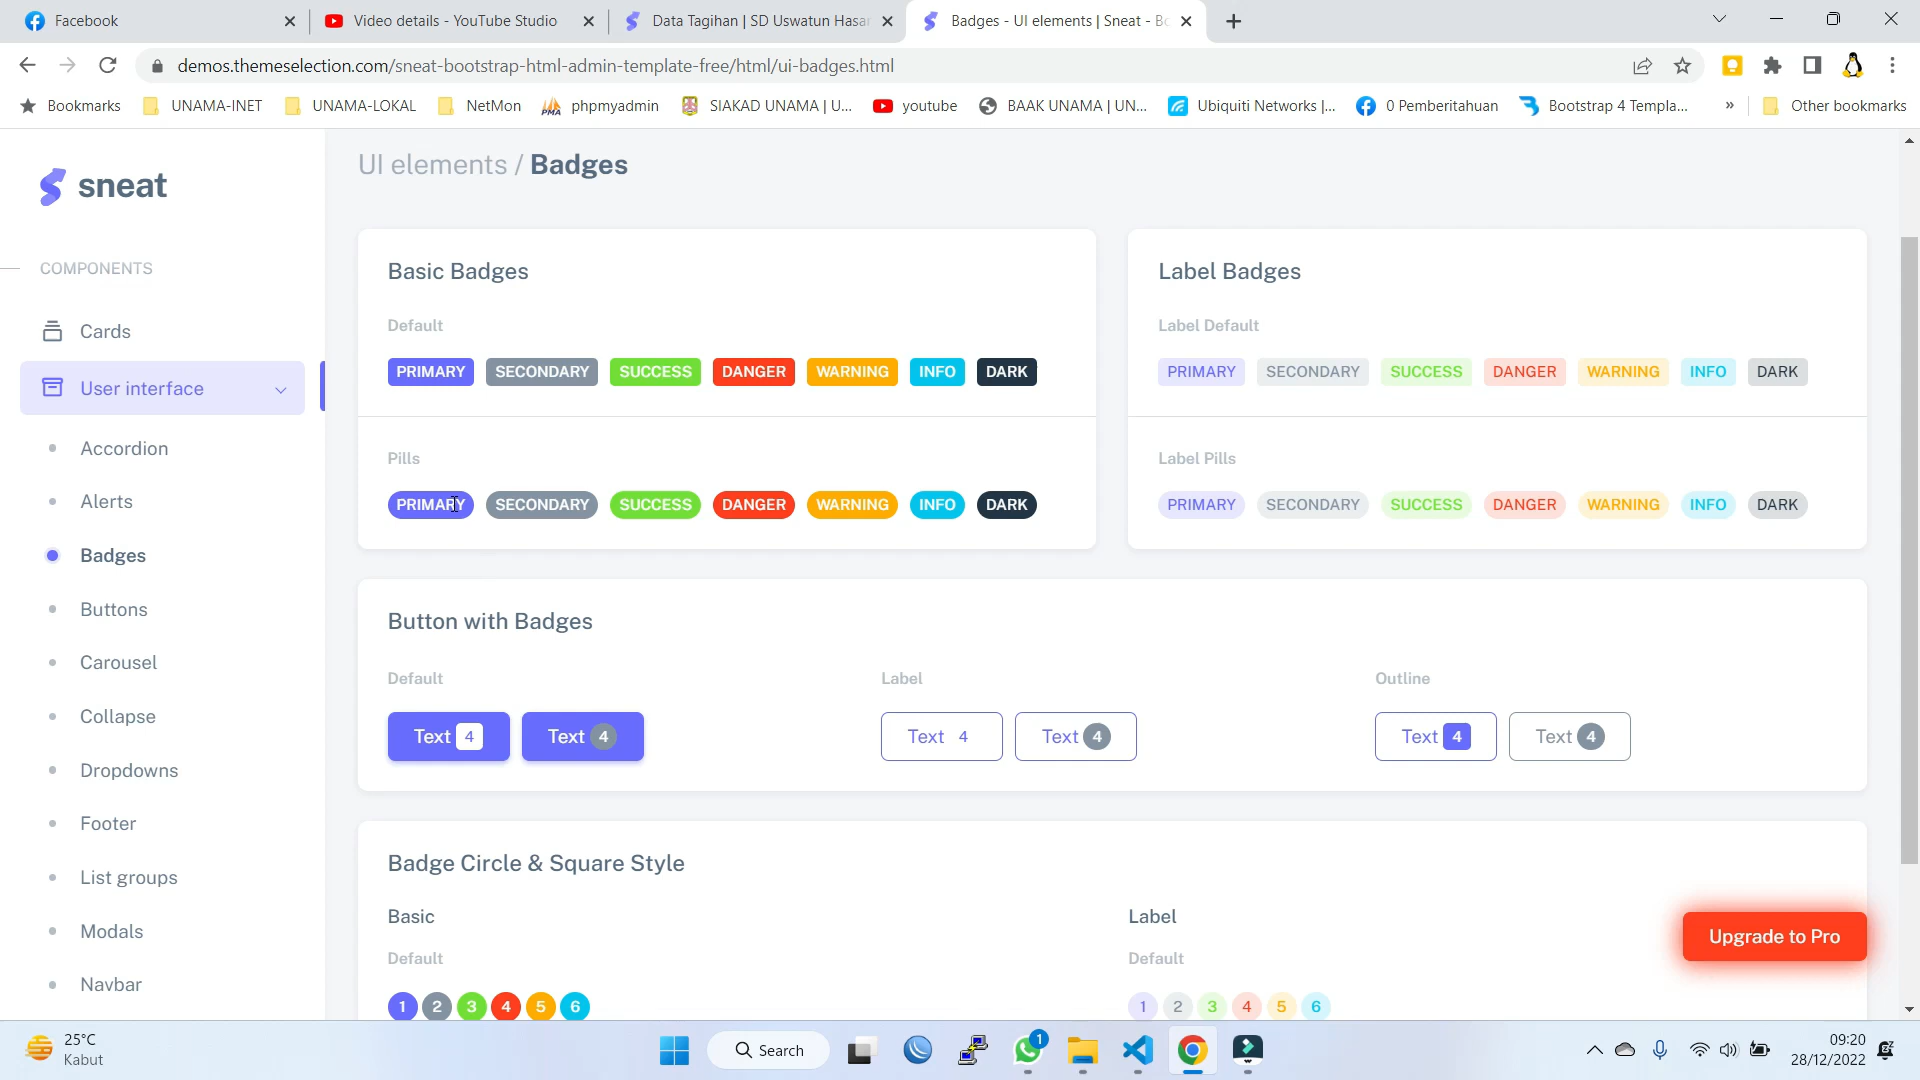 Facebook
Video details - YouTube Studio
Data Tagihan | SD Uswatun Hasan
Badges - UI elements | Sneat - Bo
demos.themeselection.com/sneat-bootstrap-html-admin-template-free/html/ui-badges.html
Bookmarks
UNAMA-INET
UNAMA-LOKAL
NetMon
phpmyadmin
SIAKAD UNAMA | U...
youtube
BAAK UNAMA | UN...
Ubiquiti Networks |...
0 Pemberitahuan
Bootstrap 4 Templa...
»
Other bookmarks
sneat
COMPONENTS
Cards
User interface
Accordion
Alerts
Badges
Buttons
Carousel
Collapse
Dropdowns
Footer
List groups
Modals
Navbar
UI elements / Badges
Basic Badges
Default
PRIMARY SECONDARY SUCCESS DANGER WARNING INFO DARK
Pills
PRIMARY SECONDARY SUCCESS DANGER WARNING INFO DARK
Label Badges
Label Default
PRIMARY SECONDARY SUCCESS DANGER WARNING INFO DARK
Label Pills
PRIMARY SECONDARY SUCCESS DANGER WARNING INFO DARK
Button with Badges
Default
Text 4 Text 4
Label
Text 4 Text 4
Outline
Text 4 Text 4
Badge Circle & Square Style
Basic
Default
1 2 3 4 5 6
Label
Default
1 2 3 4 5 6
Upgrade to Pro
25°C
Kabut
Search
1
09:20
28/12/2022